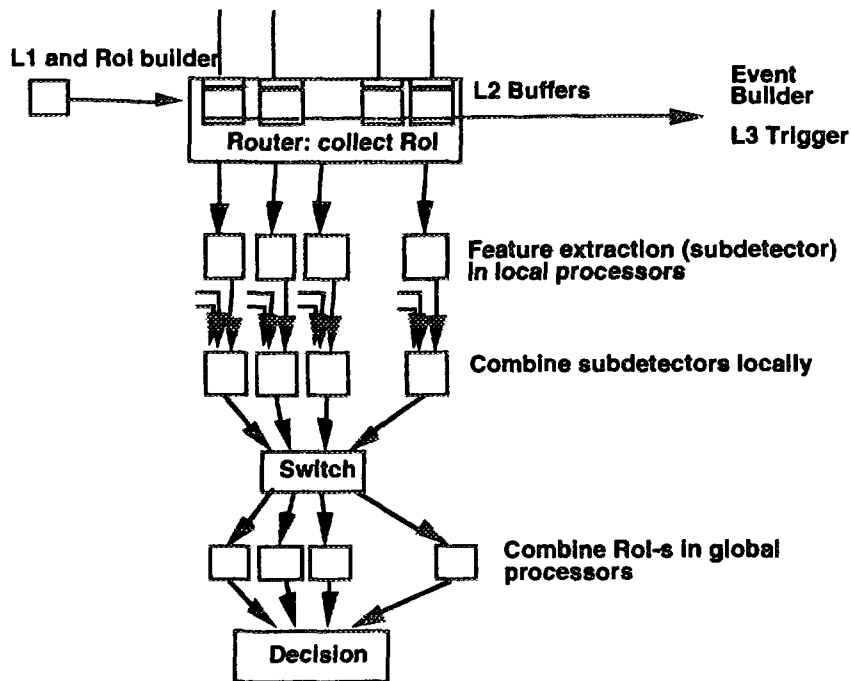 L1 and RoI builder
L2 Buffers
Event
Builder
L3 Trigger
Router: collect RoI
Feature extraction (subdetector)
in local processors
Combine subdetectors locally
Switch
Combine RoI-s in global
processors
Decision